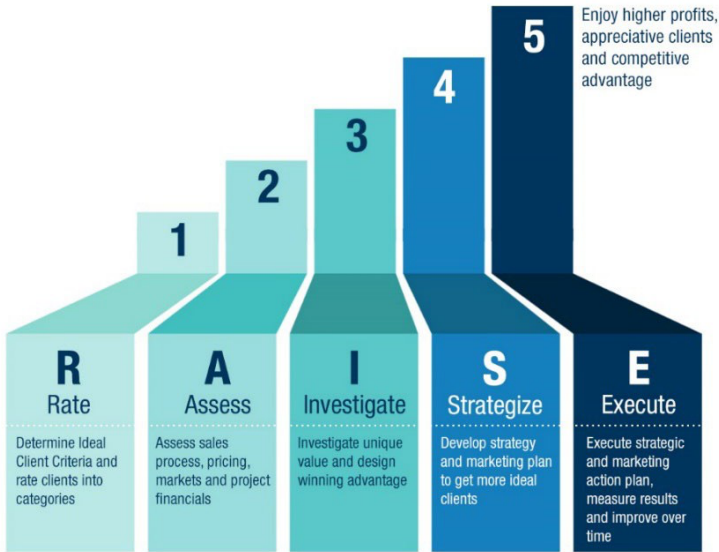 5
Enjoy higher profits,
appreciative clients
and competitive
advantage
4
3
2
1
R
Rate
Determine Ideal
Client Criteria and
rate clients into
categories
A
Assess
Assess sales
process, pricing,
markets and project
financials
I
Investigate
Investigate unique
value and design
winning advantage
S
Strategize
Develop strategy
and marketing plan
to get more ideal
clients
E
Execute
Execute strategic
and marketing
action plan,
measure results
and improve over
time